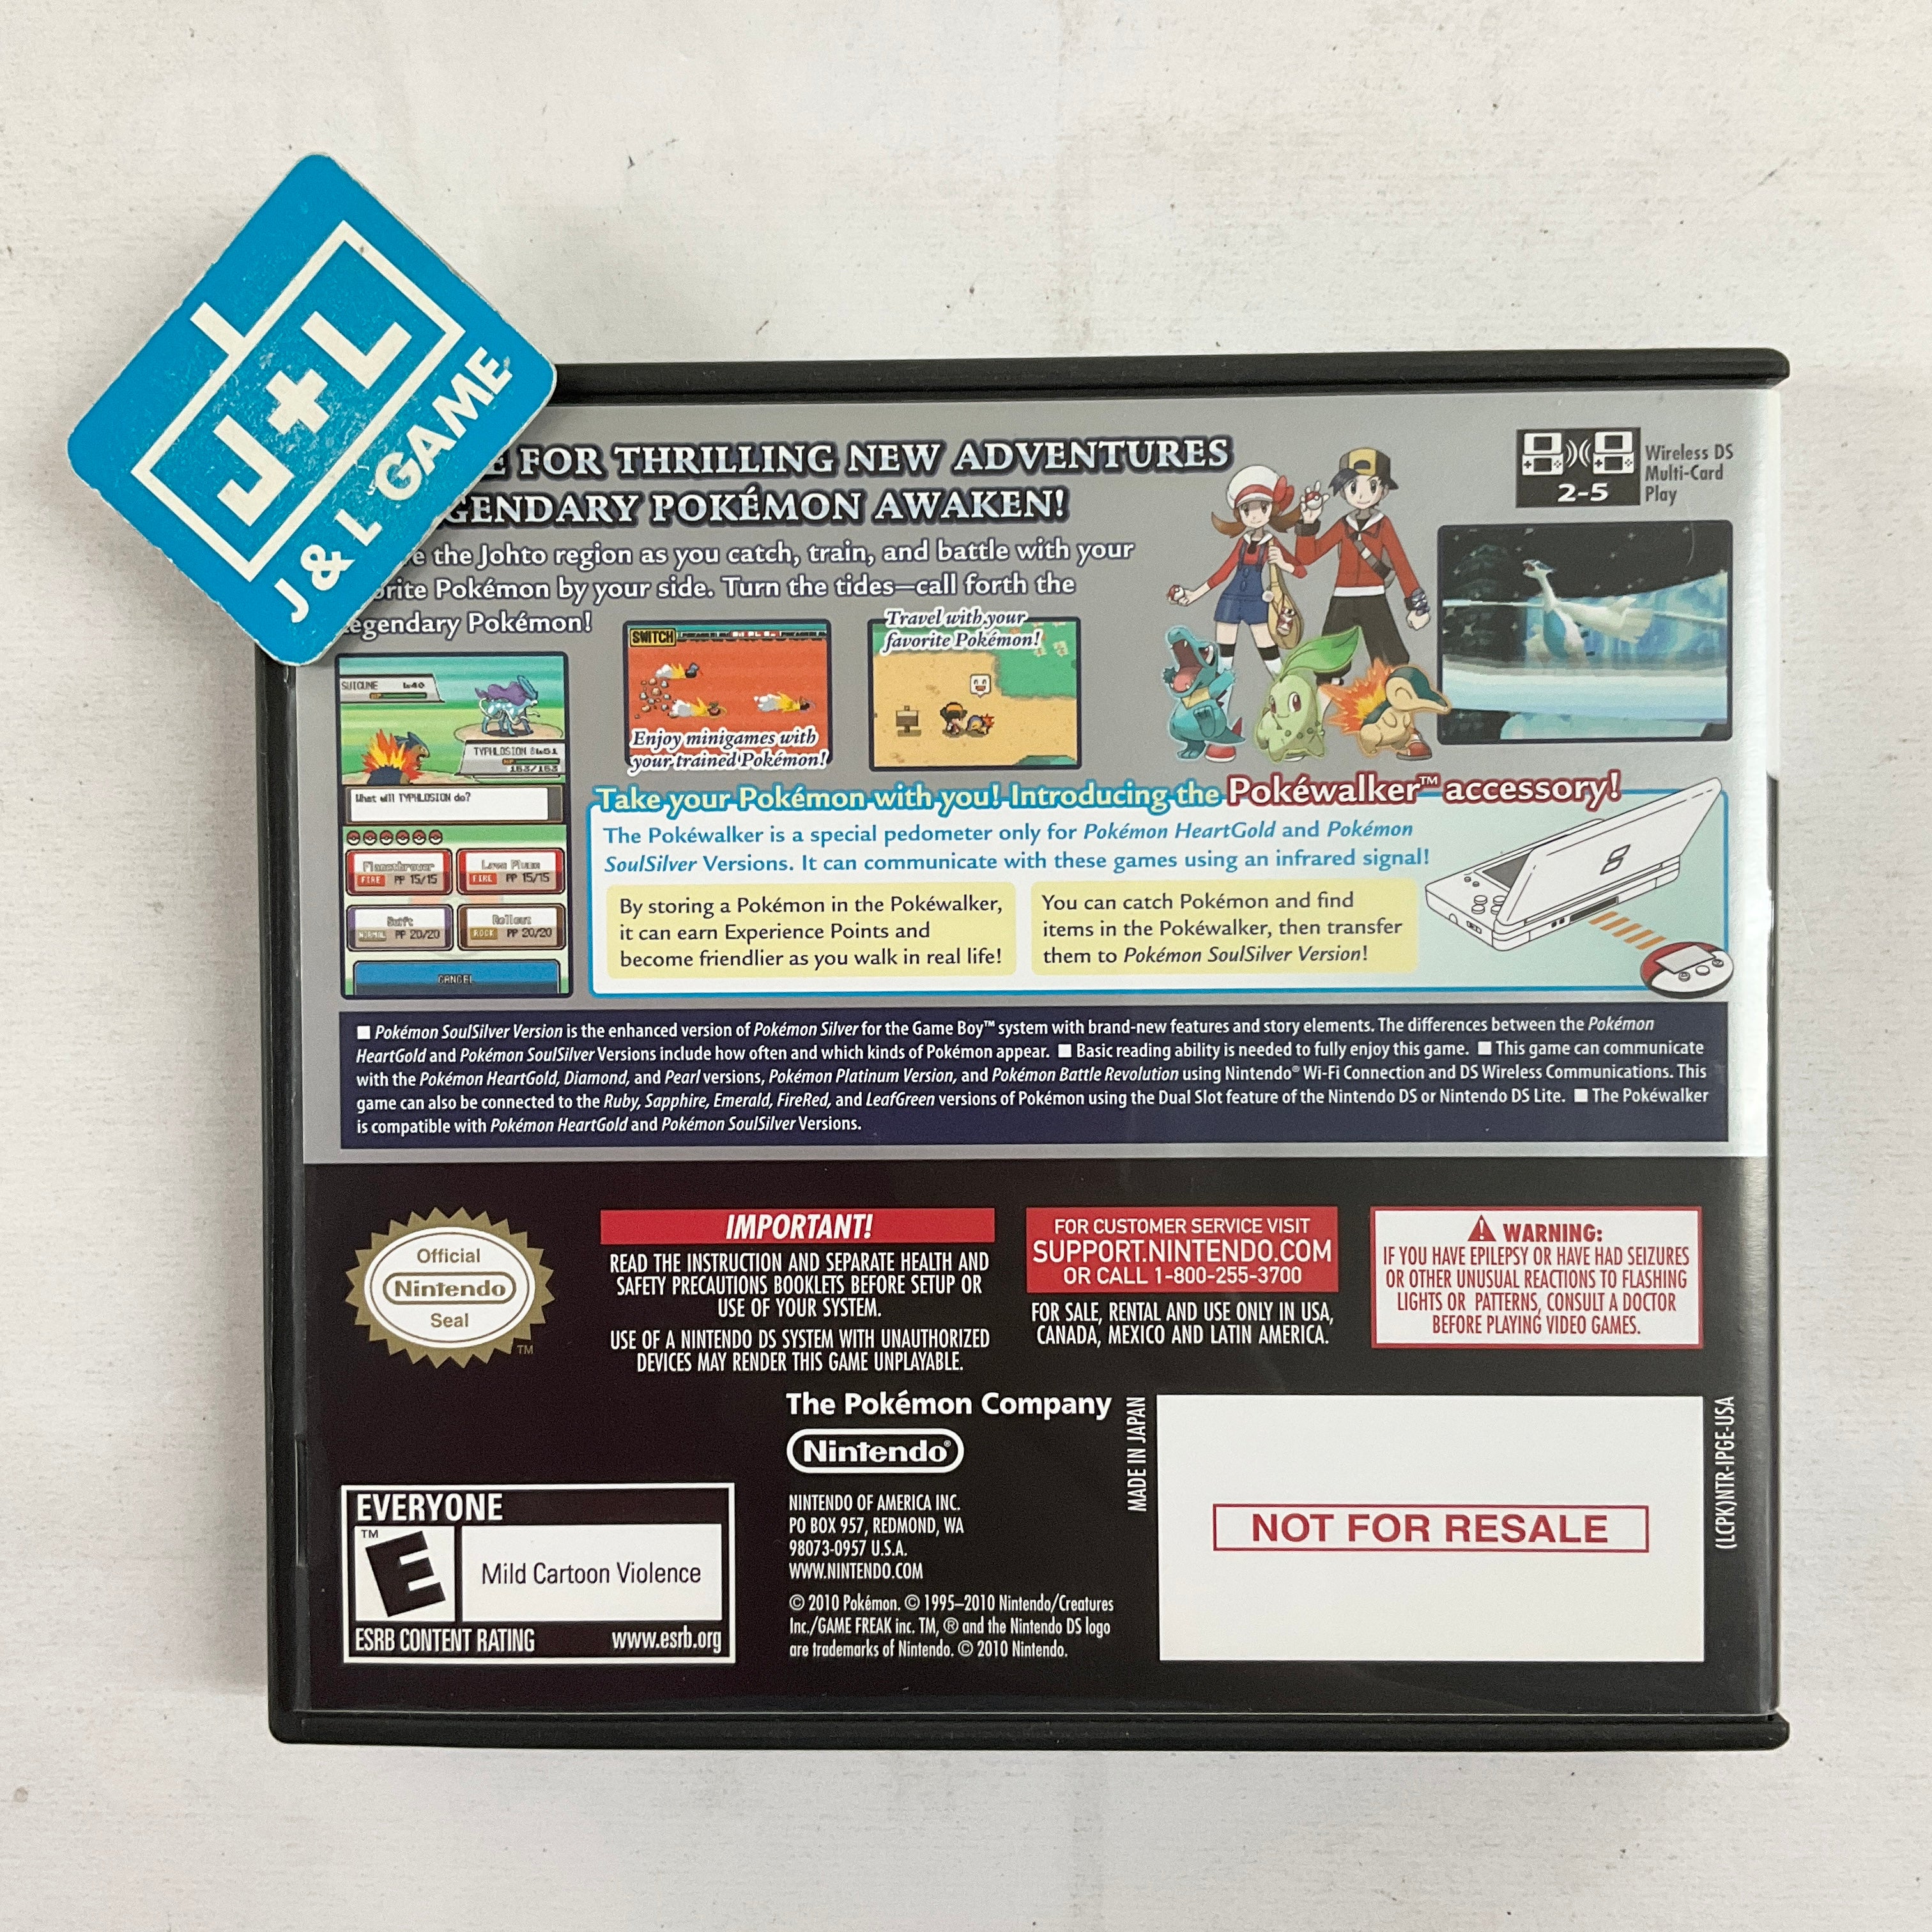 J+L
J & L GAME
FOR THRILLING NEW ADVENTURES
GENDARY POKÉMON AWAKEN!
the Johto region as you catch, train, and battle with your
Pokémon by your side. Turn the tides—call forth the
egendary Pokémon!
2-5
Wireless DS
Multi-Card
Play
SUICUNE Lv40
HP
TYPHLOSION Lv51
HP
153/153
What will TYPHLOSION do?
Flamethrower
FIRE PP 15/15
Lava Plume
FIRE PP 15/15
Swift
NORMAL PP 20/20
Rollout
ROCK PP 20/20
CANCEL
SWITCH
Enjoy minigames with
your trained Pokémon!
Travel with your
favorite Pokémon!
Take your Pokémon with you! Introducing the Pokéwalker™ accessory!
The Pokéwalker is a special pedometer only for Pokémon HeartGold and Pokémon
SoulSilver Versions. It can communicate with these games using an infrared signal!
By storing a Pokémon in the Pokéwalker,
it can earn Experience Points and
become friendlier as you walk in real life!
You can catch Pokémon and find
items in the Pokéwalker, then transfer
them to Pokémon SoulSilver Version!
■ Pokémon SoulSilver Version is the enhanced version of Pokémon Silver for the Game Boy™ system with brand-new features and story elements. The differences between the Pokémon
HeartGold and Pokémon SoulSilver Versions include how often and which kinds of Pokémon appear. ■ Basic reading ability is needed to fully enjoy this game. ■ This game can communicate
with the Pokémon HeartGold, Diamond, and Pearl versions, Pokémon Platinum Version, and Pokémon Battle Revolution using Nintendo® Wi-Fi Connection and DS Wireless Communications. This
game can also be connected to the Ruby, Sapphire, Emerald, FireRed, and LeafGreen versions of Pokémon using the Dual Slot feature of the Nintendo DS or Nintendo DS Lite. ■ The Pokéwalker
is compatible with Pokémon HeartGold and Pokémon SoulSilver Versions.
Official
Nintendo
Seal
TM
IMPORTANT!
READ THE INSTRUCTION AND SEPARATE HEALTH AND
SAFETY PRECAUTIONS BOOKLETS BEFORE SETUP OR
USE OF YOUR SYSTEM.
USE OF A NINTENDO DS SYSTEM WITH UNAUTHORIZED
DEVICES MAY RENDER THIS GAME UNPLAYABLE.
FOR CUSTOMER SERVICE VISIT
SUPPORT.NINTENDO.COM
OR CALL 1-800-255-3700
FOR SALE, RENTAL AND USE ONLY IN USA,
CANADA, MEXICO AND LATIN AMERICA.
WARNING:
IF YOU HAVE EPILEPSY OR HAVE HAD SEIZURES
OR OTHER UNUSUAL REACTIONS TO FLASHING
LIGHTS OR PATTERNS, CONSULT A DOCTOR
BEFORE PLAYING VIDEO GAMES.
EVERYONE
TM
E
Mild Cartoon Violence
ESRB CONTENT RATING www.esrb.org
The Pokémon Company
Nintendo®
NINTENDO OF AMERICA INC.
PO BOX 957, REDMOND, WA
98073-0957 U.S.A.
WWW.NINTENDO.COM
© 2010 Pokémon. © 1995–2010 Nintendo/Creatures
Inc./GAME FREAK inc. TM, ® and the Nintendo DS logo
are trademarks of Nintendo. © 2010 Nintendo.
MADE IN JAPAN
NOT FOR RESALE
(LCPK)NTR-IPGE-USA